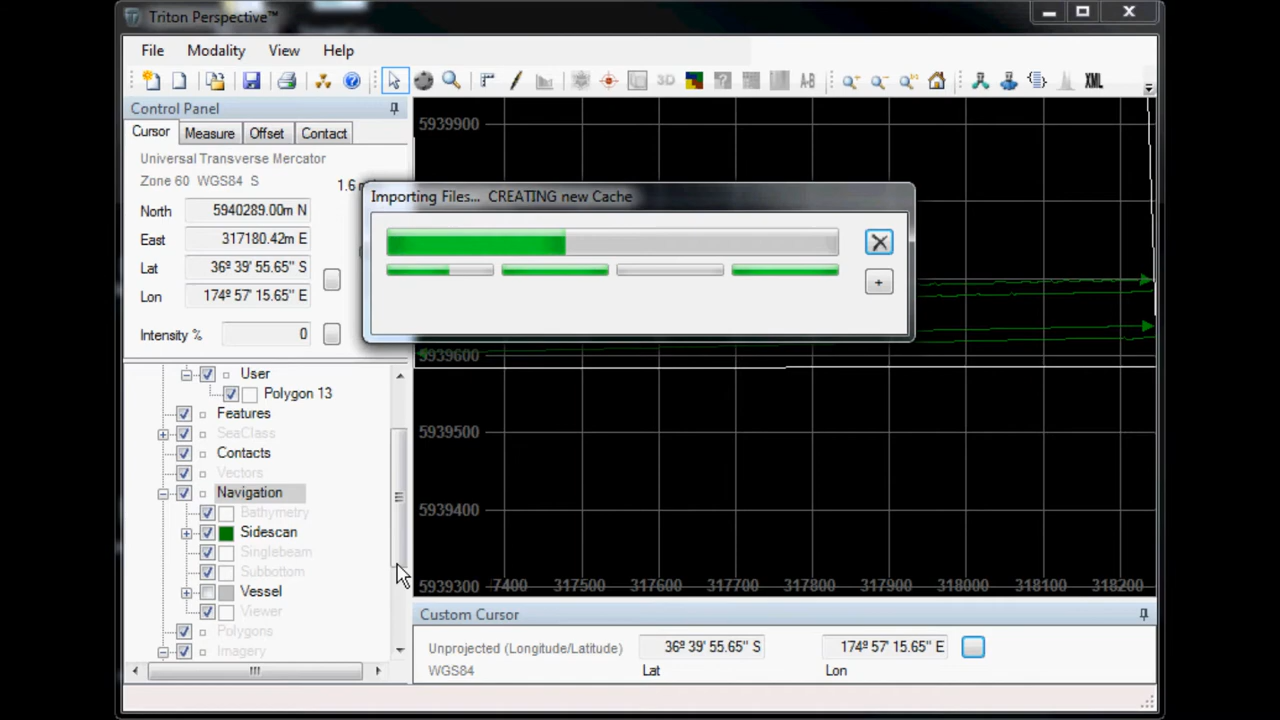 Triton Perspective™
File Modality View Help
3D A-B XML
Control Panel
Cursor Measure Offset Contact
Universal Transverse Mercator
Zone 60 WGS84 S
1.6
North 5940289.00m N
East 317180.42m E
Lat 36º 39' 55.65" S
Lon 174º 57' 15.65" E
Intensity % 0
Importing Files... CREATING new Cache
+
User
Polygon 13
Features
SeaClass
Contacts
Vectors
Navigation
Bathymetry
Sidescan
Singlebeam
Subbottom
Vessel
Viewer
Polygons
Imagery
5939900
5939600
5939500
5939400
5939300
7400 317500 317600 317700 317800 317900 318000 318100 318200
Custom Cursor
Unprojected (Longitude/Latitude) 36º 39' 55.65" S 174º 57' 15.65" E
WGS84 Lat Lon